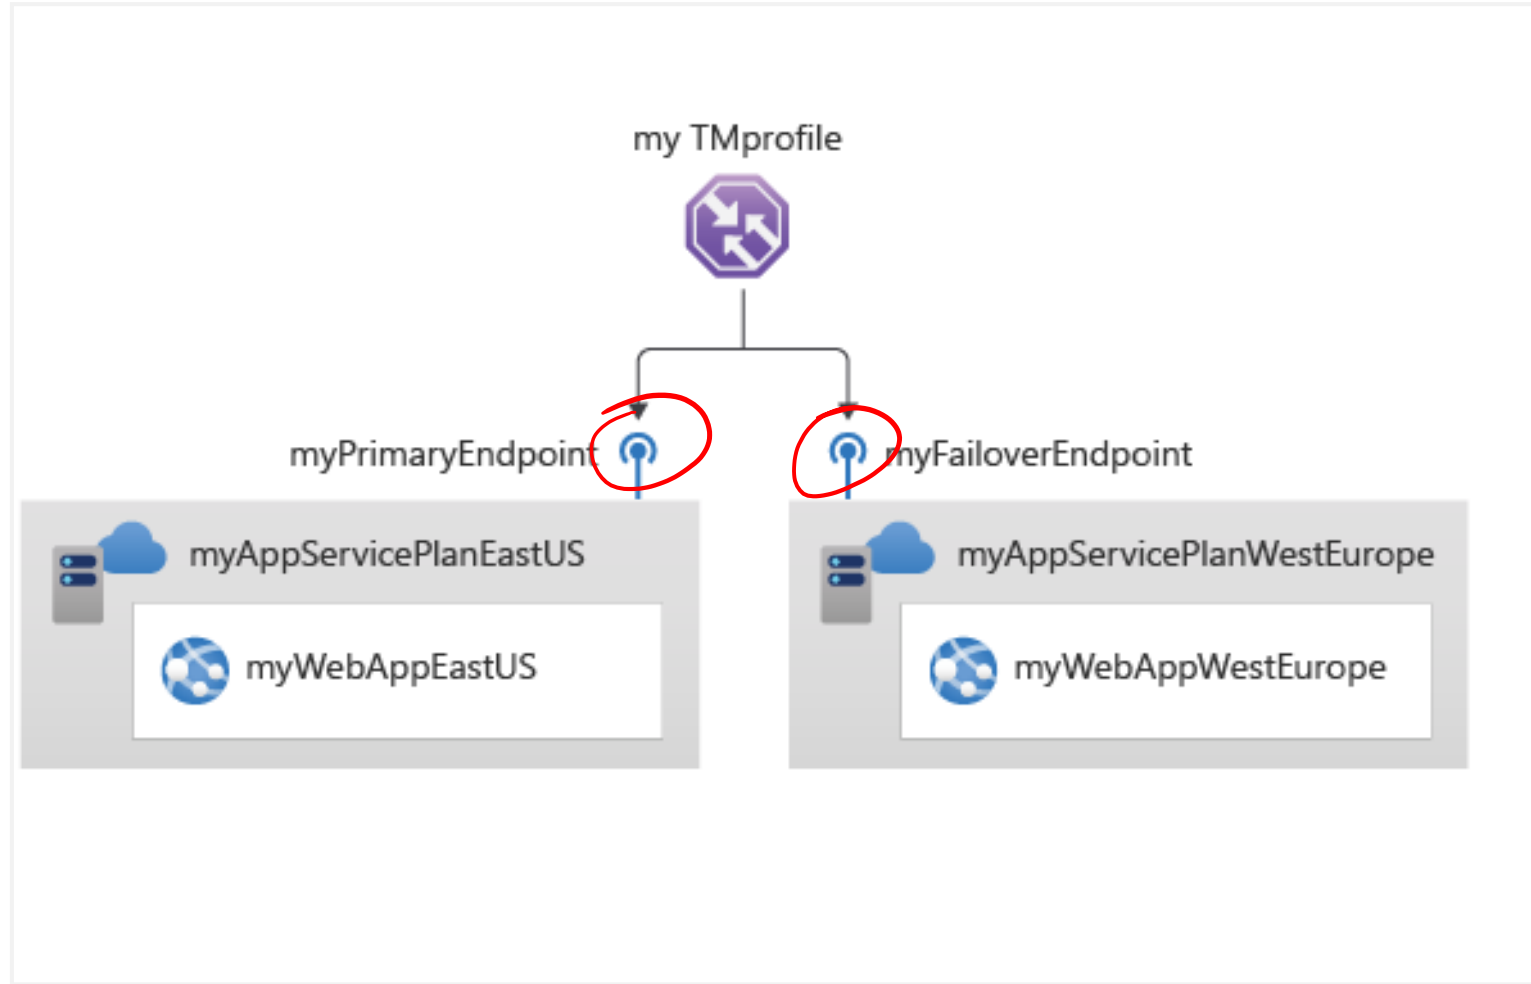 my TMprofile
myPrimaryEndpoint
myFailoverEndpoint
myAppServicePlanEastUS
myAppServicePlanWestEurope
myWebAppEastUS
myWebAppWestEurope